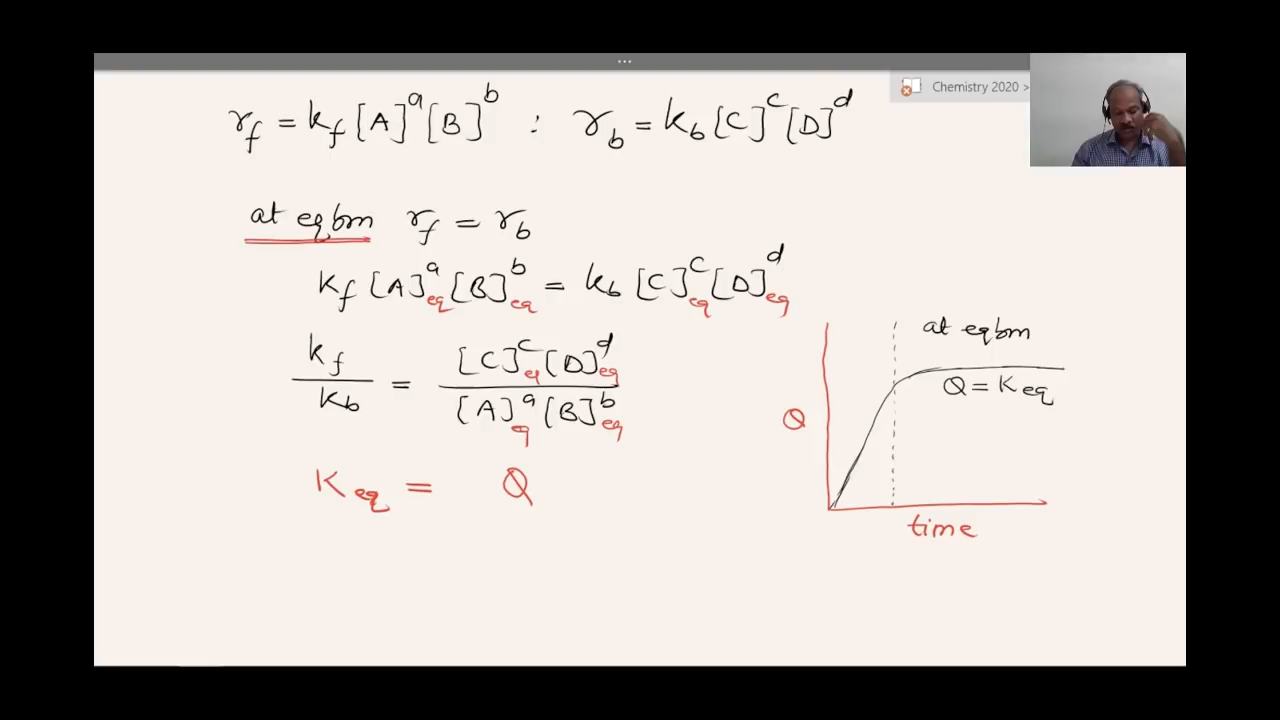 Chemistry 2020 >
r_f = k_f [A]^a [B]^b : r_b = k_b [C]^c [D]^d
at eqbm r_f = r_b
k_f [A]^a_eq [B]^b_eq = k_b [C]^c_eq [D]^d_eq
k_f / k_b = [C]^c_eq [D]^d_eq / [A]^a_eq [B]^b_eq
K_eq = Q
at eqbm
Q = K_eq
Q
time